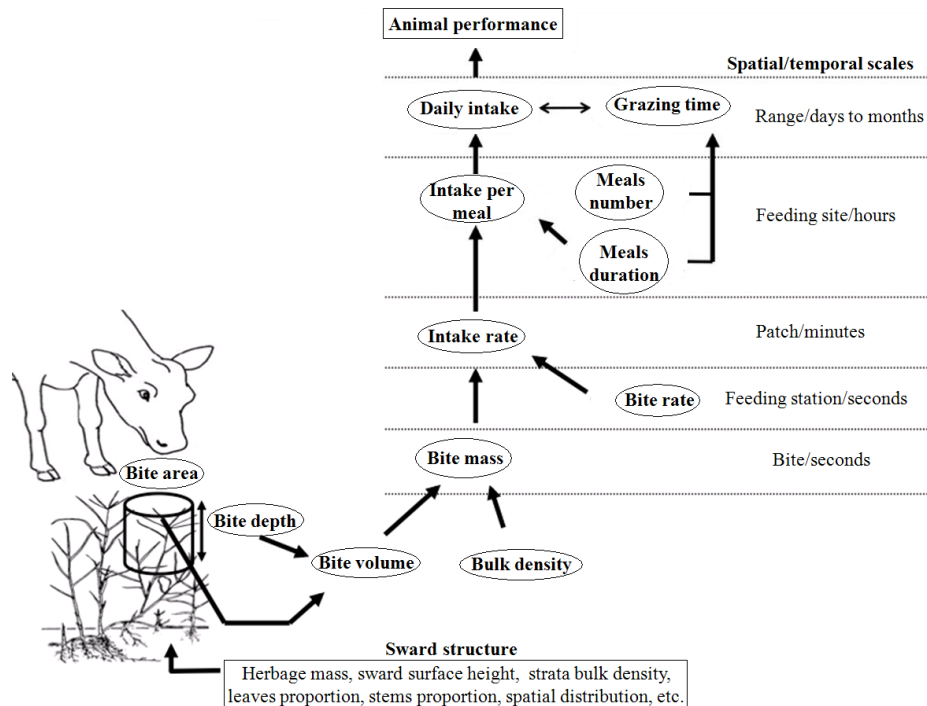 Animal performance
Spatial/temporal scales
Daily intake
Grazing time
Range/days to months
Intake per
meal
Meals
number
Feeding site/hours
Meals
duration
Intake rate
Patch/minutes
Bite rate
Feeding station/seconds
Bite mass
Bite/seconds
Bite area
Bite depth
Bite volume
Bulk density
Sward structure
Herbage mass, sward surface height, strata bulk density,
leaves proportion, stems proportion, spatial distribution, etc.